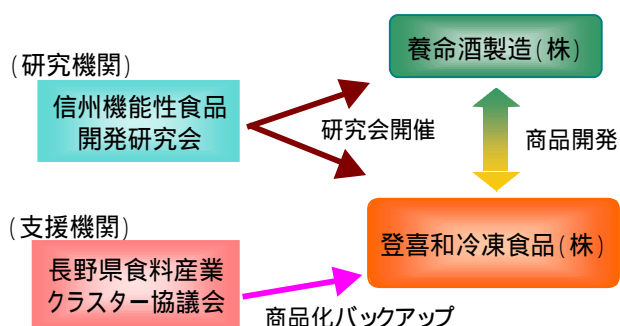 養命酒製造(株)
(研究機関)
信州機能性食品
開発研究会
研究会開催
商品開発
(支援機関)
登喜和冷凍食品(株)
長野県食料産業
クラスター協議会
商品化バックアップ